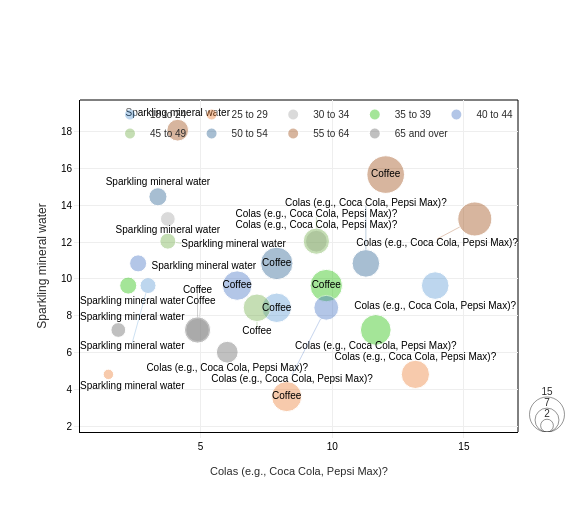 Sparkling mineral water
18 to 24 25 to 29 30 to 34 35 to 39 40 to 44
45 to 49 50 to 54 55 to 64 65 and over
18
16
14
12
10
8
6
4
2
Sparkling mineral water
Coffee
Sparkling mineral water
Colas (e.g., Coca Cola, Pepsi Max)?
Colas (e.g., Coca Cola, Pepsi Max)?
Colas (e.g., Coca Cola, Pepsi Max)?
Sparkling mineral water
Sparkling mineral water
Colas (e.g., Coca Cola, Pepsi Max)?
Sparkling mineral water
Coffee
Coffee
Coffee
Coffee
Sparkling mineral water
Coffee
Coffee
Colas (e.g., Coca Cola, Pepsi Max)?
Sparkling mineral water
Coffee
Sparkling mineral water
Colas (e.g., Coca Cola, Pepsi Max)?
Colas (e.g., Coca Cola, Pepsi Max)?
Colas (e.g., Coca Cola, Pepsi Max)?
Colas (e.g., Coca Cola, Pepsi Max)?
Sparkling mineral water
Coffee
15
7
2
5 10 15
Colas (e.g., Coca Cola, Pepsi Max)?